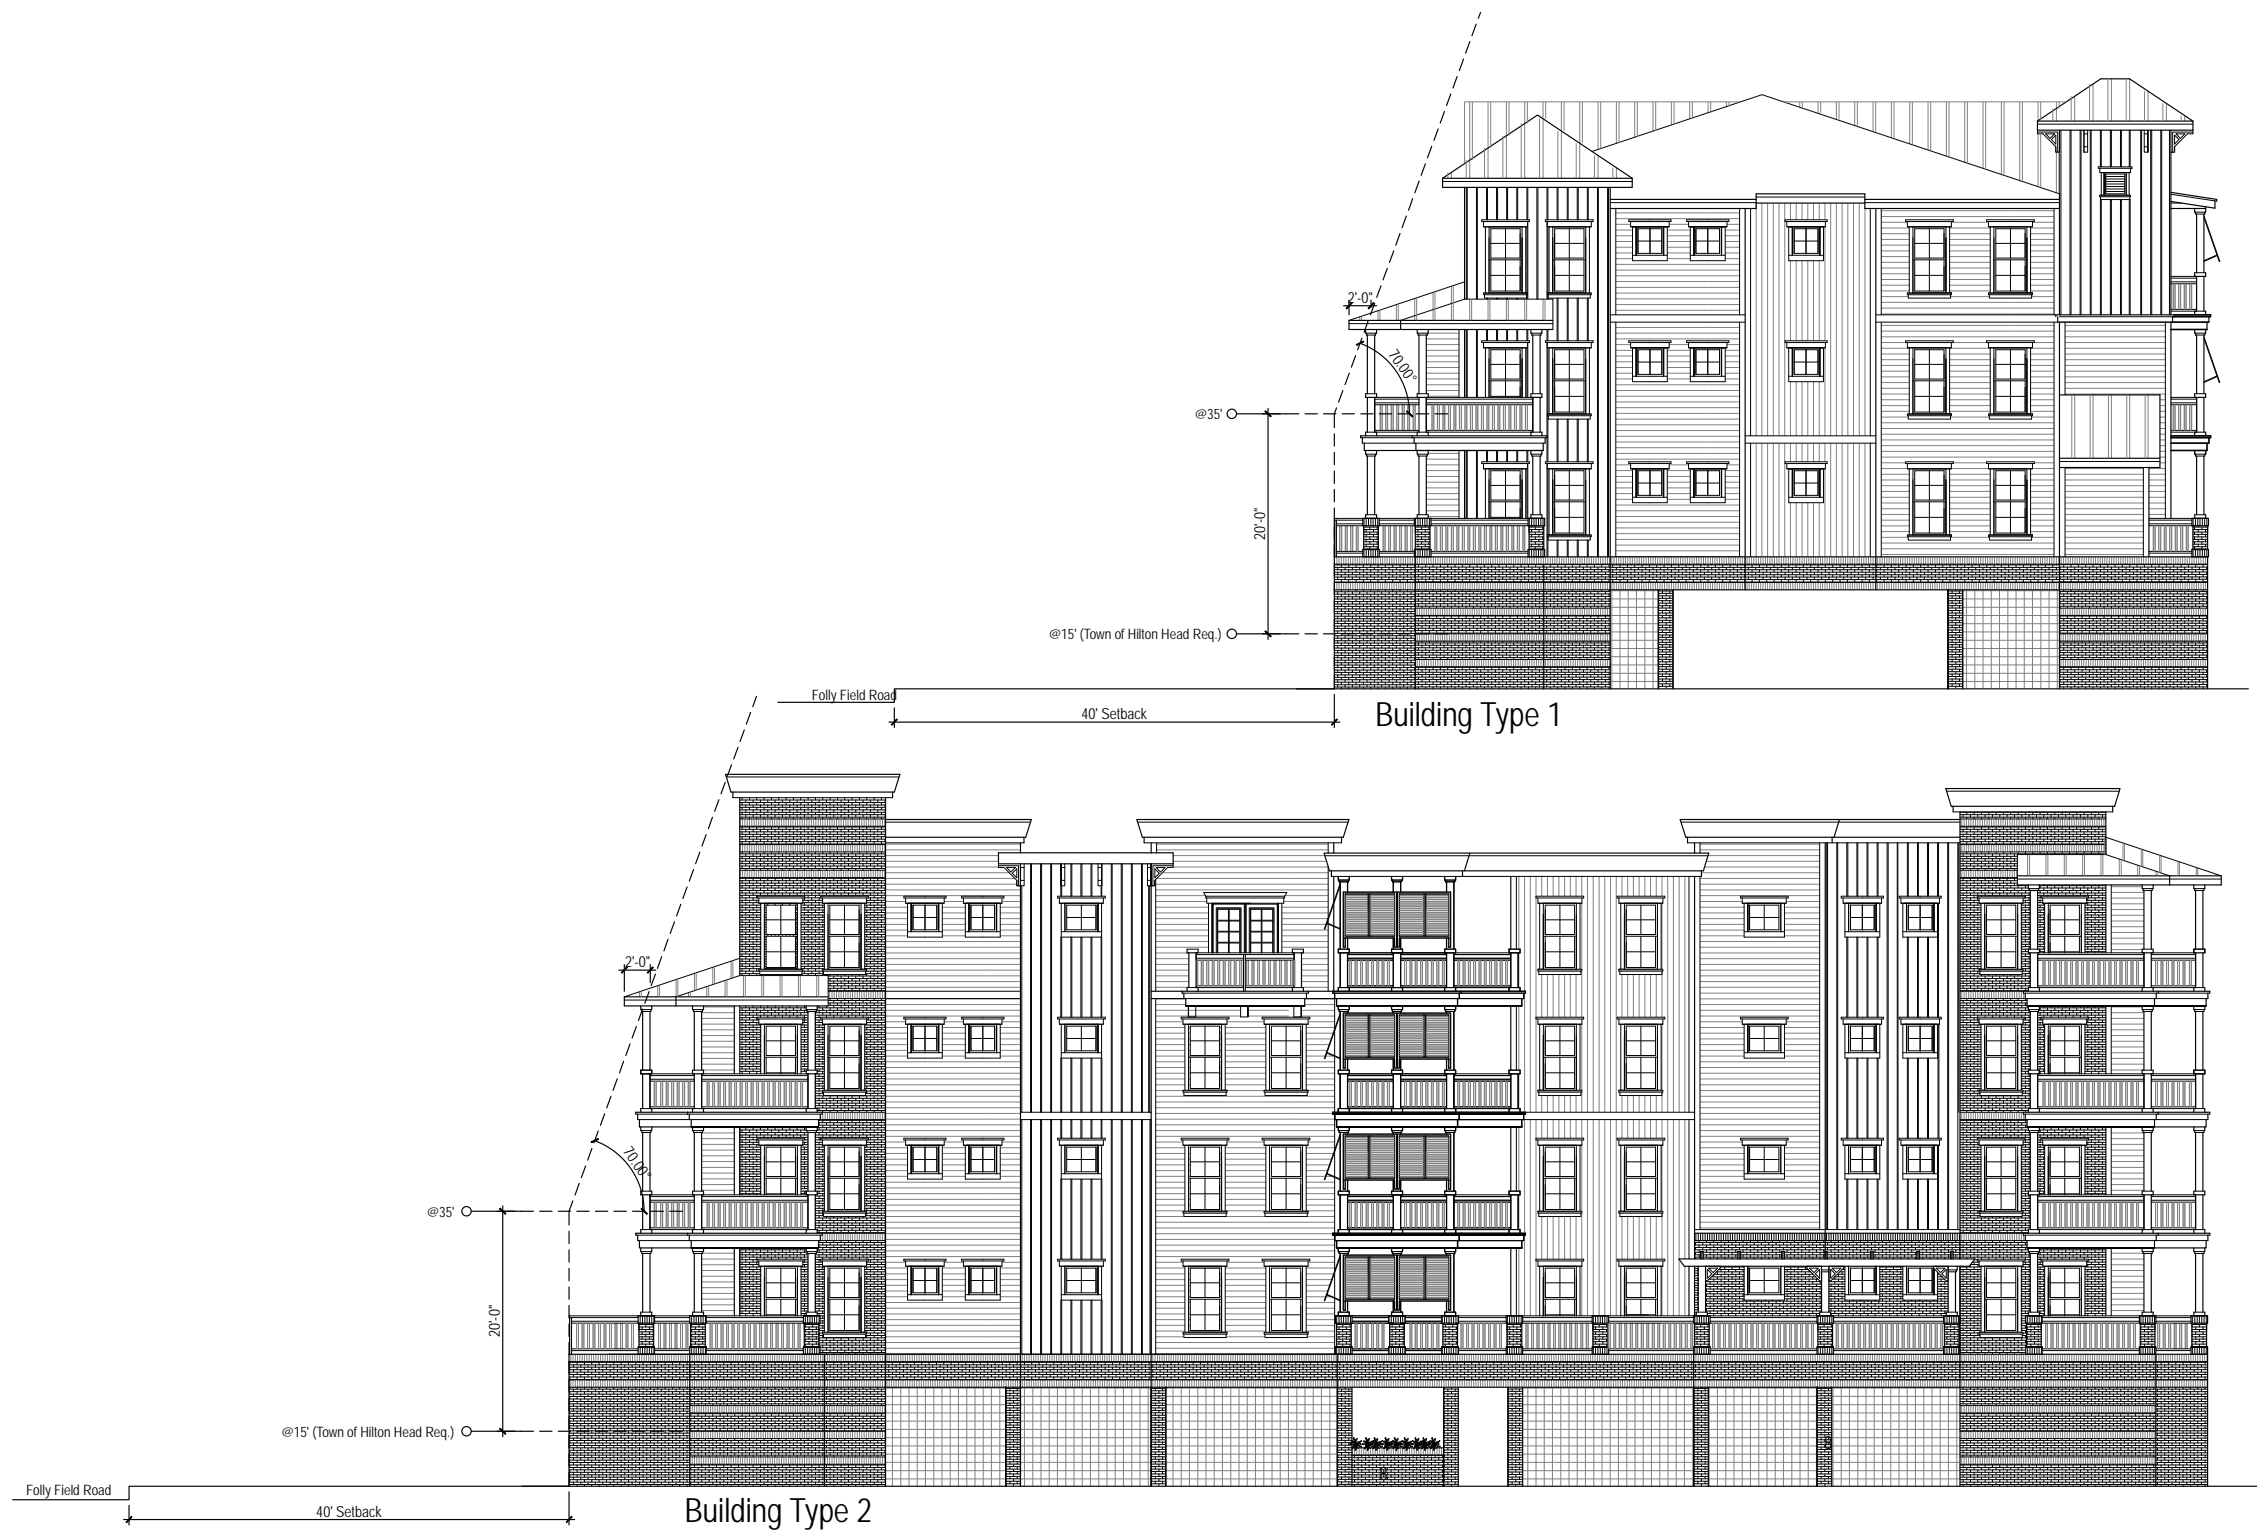 2'-0"
70.00°
@35'
20'-0"
@15' (Town of Hilton Head Req.)
Folly Field Road
40' Setback
Building Type 1
2'-0"
70.00°
@35'
20'-0"
@15' (Town of Hilton Head Req.)
Folly Field Road
40' Setback
Building Type 2